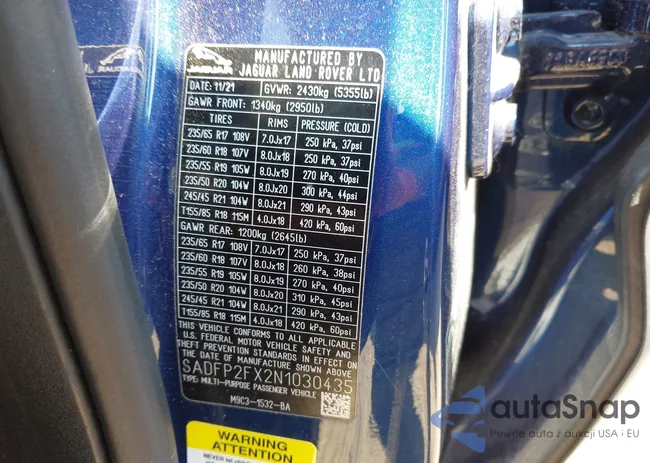 JAGUAR
MANUFACTURED BY
JAGUAR LAND ROVER LTD
DATE: 11/21 GVWR: 2430kg (5355lb)
GAWR FRONT: 1340kg (2950lb)
TIRES RIMS PRESSURE (COLD)
235/65 R17 108V 7.0Jx17 250 kPa, 37psi
235/60 R18 107V 8.0Jx18 250 kPa, 37psi
235/55 R19 105W 8.0Jx19 270 kPa, 40psi
235/50 R20 104W 8.0Jx20 300 kPa, 44psi
245/45 R21 104W 8.0Jx21 290 kPa, 43psi
T155/85 R18 115M 4.0Jx18 420 kPa, 60psi
GAWR REAR: 1200kg (2645lb)
235/65 R17 108V 7.0Jx17 250 kPa, 37psi
235/60 R18 107V 8.0Jx18 260 kPa, 38psi
235/55 R19 105W 8.0Jx19 270 kPa, 40psi
235/50 R20 104W 8.0Jx20 310 kPa, 45psi
245/45 R21 104W 8.0Jx21 290 kPa, 43psi
T155/85 R18 115M 4.0Jx18 420 kPa, 60psi
THIS VEHICLE CONFORMS TO ALL APPLICABLE
U.S. FEDERAL MOTOR VEHICLE SAFETY AND
THEFT PREVENTION STANDARDS IN EFFECT ON
THE DATE OF MANUFACTURE SHOWN ABOVE
SADFP2FX2N1030435
TYPE: MULTI-PURPOSE PASSENGER VEHICLE
M9C3-1532-BA
WARNING
AVERTISSEMENT
autoSnap
Pewne auta z aukcji USA i EU